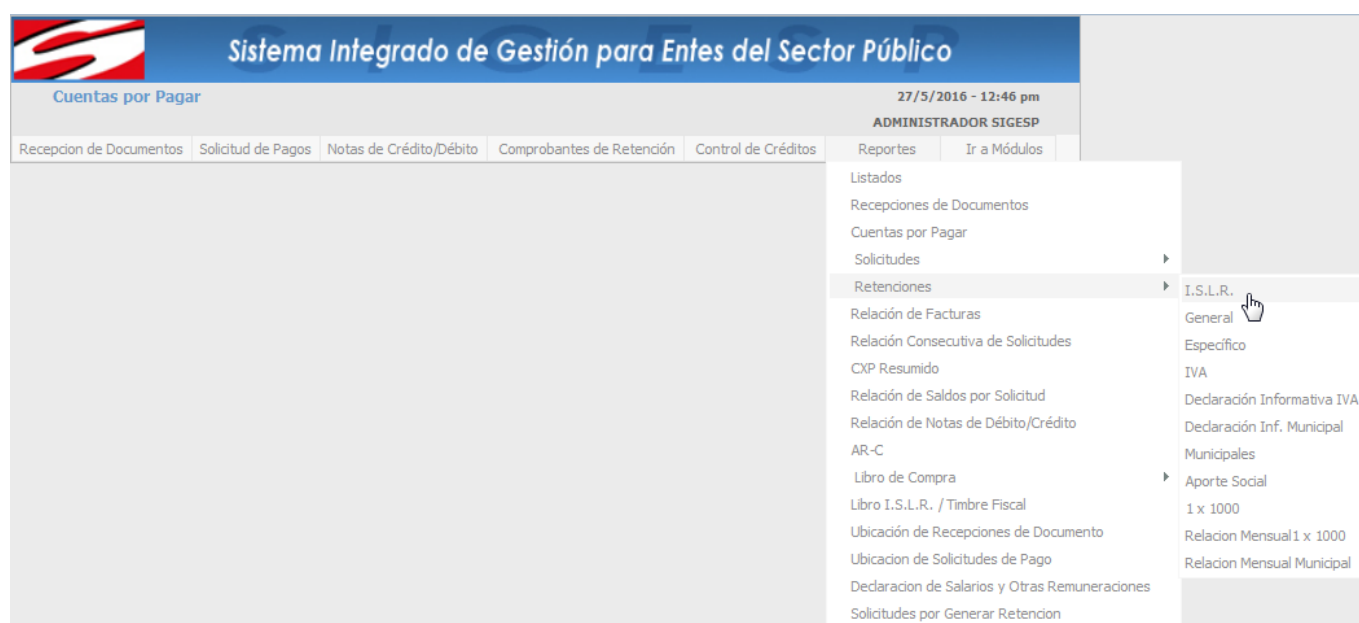 Sistema Integrado de Gestión para Entes del Sector Público
SIGESP
Cuentas por Pagar
27/5/2016 - 12:46 pm
ADMINISTRADOR SIGESP
Recepcion de Documentos Solicitud de Pagos Notas de Crédito/Débito Comprobantes de Retención Control de Créditos Reportes Ir a Módulos
Listados
Recepciones de Documentos
Cuentas por Pagar
Solicitudes
Retenciones
Relación de Facturas
Relación Consecutiva de Solicitudes
CXP Resumido
Relación de Saldos por Solicitud
Relación de Notas de Débito/Crédito
AR-C
Libro de Compra
Libro I.S.L.R. / Timbre Fiscal
Ubicación de Recepciones de Documento
Ubicacion de Solicitudes de Pago
Declaracion de Salarios y Otras Remuneraciones
Solicitudes por Generar Retencion
I.S.L.R.
General
Específico
IVA
Declaración Informativa IVA
Declaración Inf. Municipal
Municipales
Aporte Social
1 x 1000
Relacion Mensual1 x 1000
Relacion Mensual Municipal